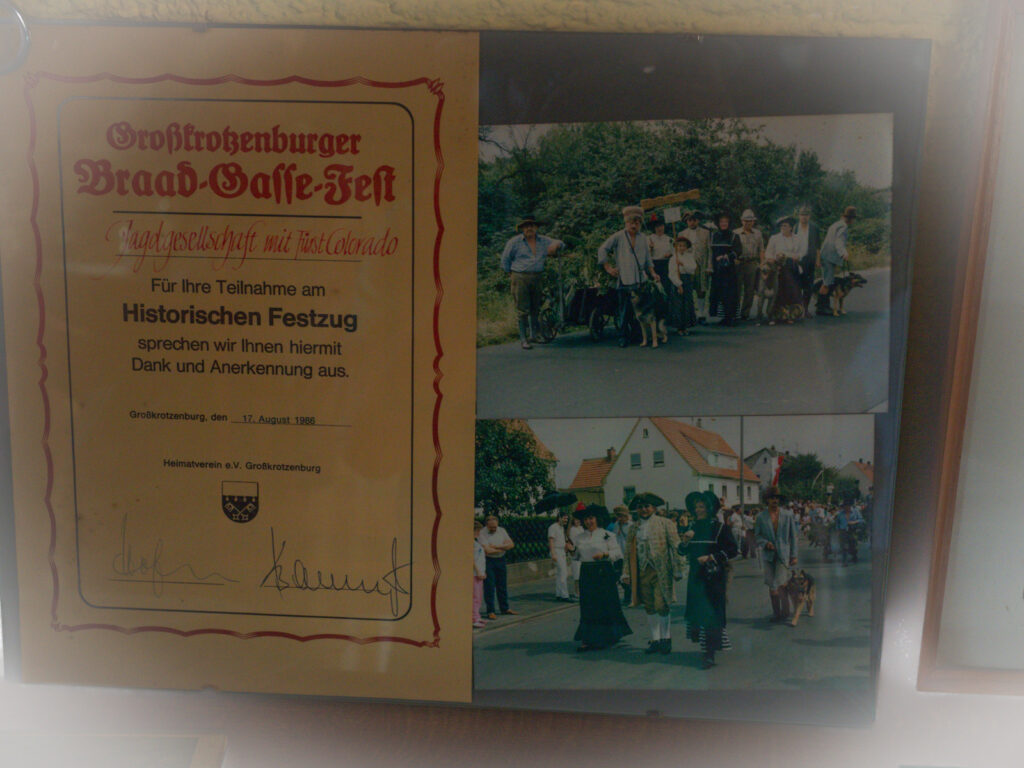 Großkrotzenburger
Braad-Gasse-Fest
Jagdgesellschaft mit Fürst Colorado
Für Ihre Teilnahme am
Historischen Festzug
sprechen wir Ihnen hiermit
Dank und Anerkennung aus.
Großkrotzenburg, den 17. August 1986
Heimatverein e.V. Großkrotzenburg